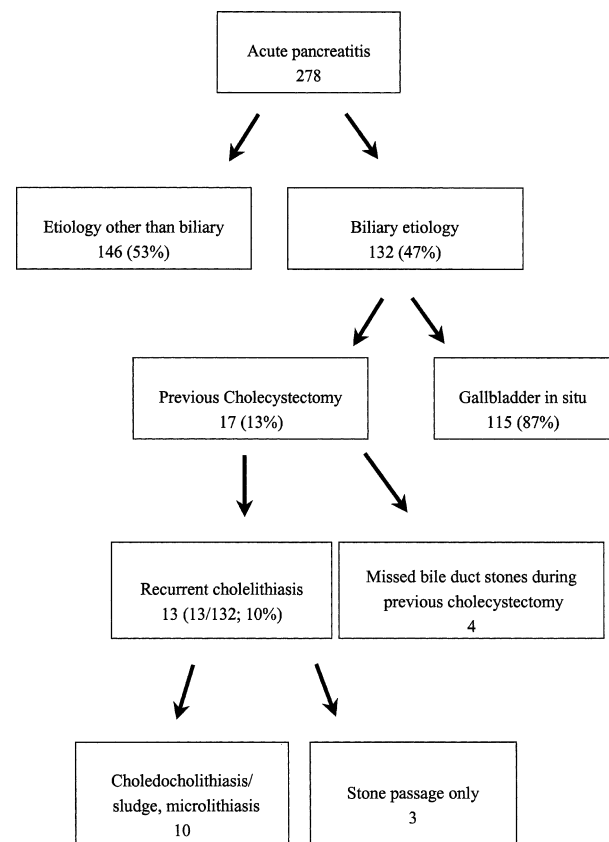 Acute pancreatitis
278
Etiology other than biliary
146 (53%)
Biliary etiology
132 (47%)
Previous Cholecystectomy
17 (13%)
Gallbladder in situ
115 (87%)
Recurrent cholelithiasis
13 (13/132; 10%)
Missed bile duct stones during
previous cholecystectomy
4
Choledocholithiasis/
sludge, microlithiasis
10
Stone passage only
3